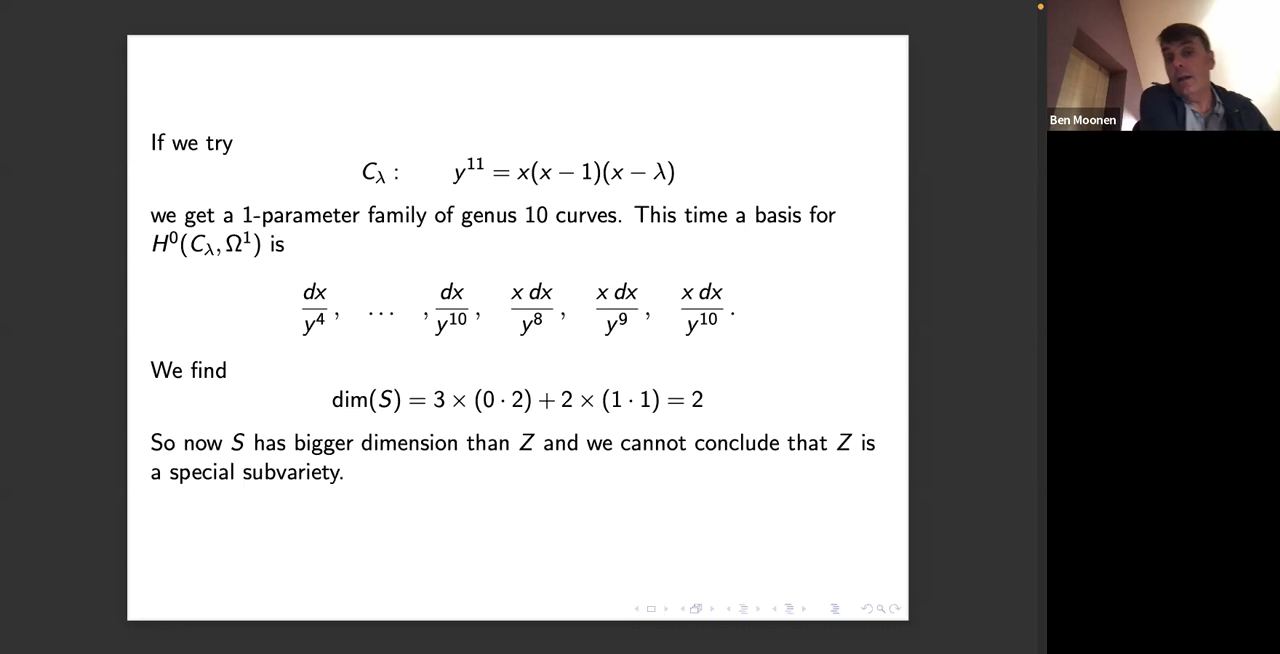 If we try
C_λ : y^11 = x(x − 1)(x − λ)
we get a 1-parameter family of genus 10 curves. This time a basis for
H^0(C_λ, Ω^1) is
dx/y^4 , ⋯ , dx/y^10 , x dx/y^8 , x dx/y^9 , x dx/y^10 .
We find
dim(S) = 3 × (0 · 2) + 2 × (1 · 1) = 2
So now S has bigger dimension than Z and we cannot conclude that Z is
a special subvariety.
Ben Moonen